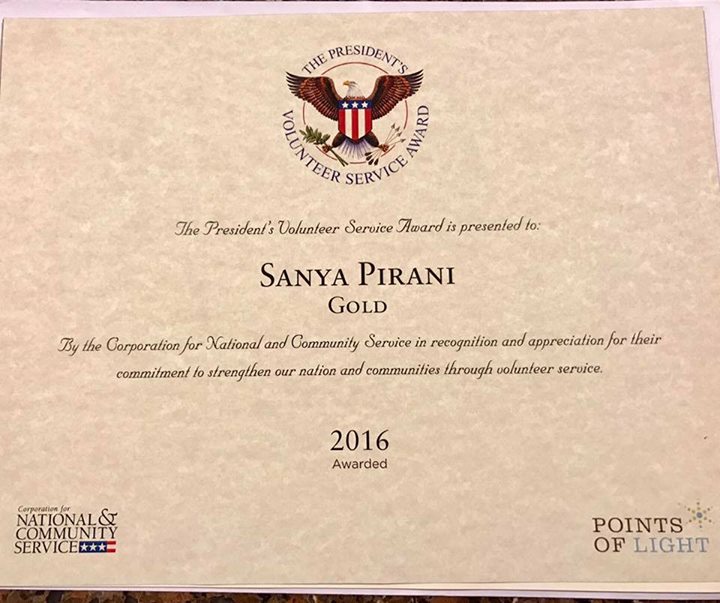 THE PRESIDENT'S
VOLUNTEER SERVICE AWARD
The President's Volunteer Service Award is presented to:
SANYA PIRANI
GOLD
By the Corporation for National and Community Service in recognition and appreciation for their
commitment to strengthen our nation and communities through volunteer service.
2016
Awarded
Corporation for
NATIONAL &
COMMUNITY
SERVICE
POINTS
OF LIGHT